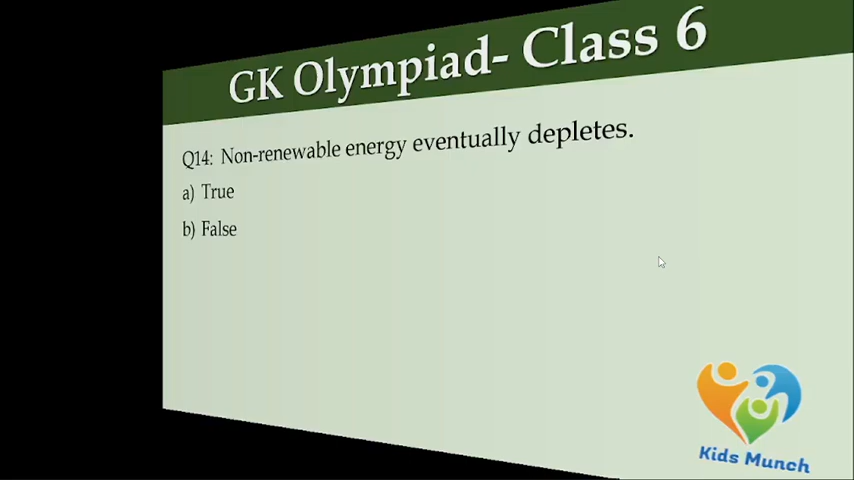 GK Olympiad- Class 6
Q14: Non-renewable energy eventually depletes.
a) True
b) False
Kids Munch